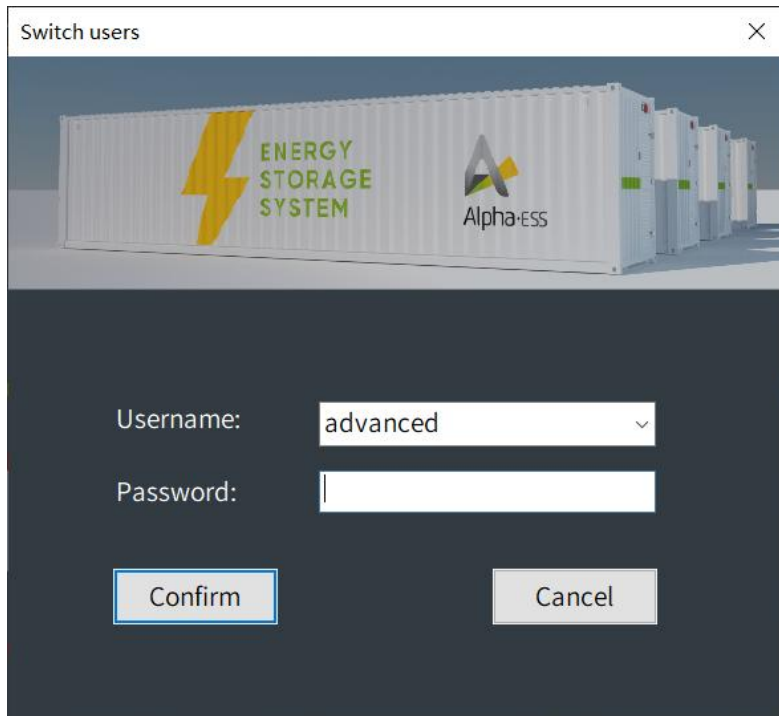 Switch users
ENERGY
STORAGE
SYSTEM
Alpha·ESS
Username:
advanced
Password:
Confirm
Cancel